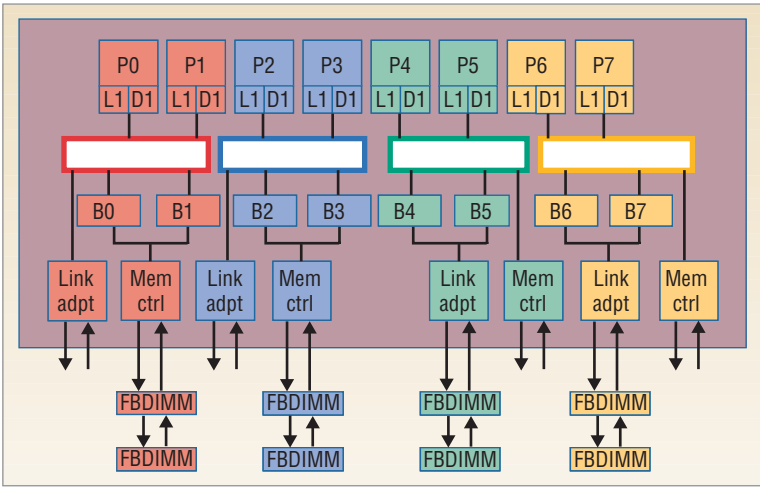 P0 P1 P2 P3 P4 P5 P6 P7
L1 D1 L1 D1 L1 D1 L1 D1 L1 D1 L1 D1 L1 D1 L1 D1
B0 B1 B2 B3 B4 B5 B6 B7
Link Mem Link Mem Link Mem Link Mem
adpt ctrl adpt ctrl adpt ctrl adpt ctrl
FBDIMM FBDIMM FBDIMM FBDIMM
FBDIMM FBDIMM FBDIMM FBDIMM